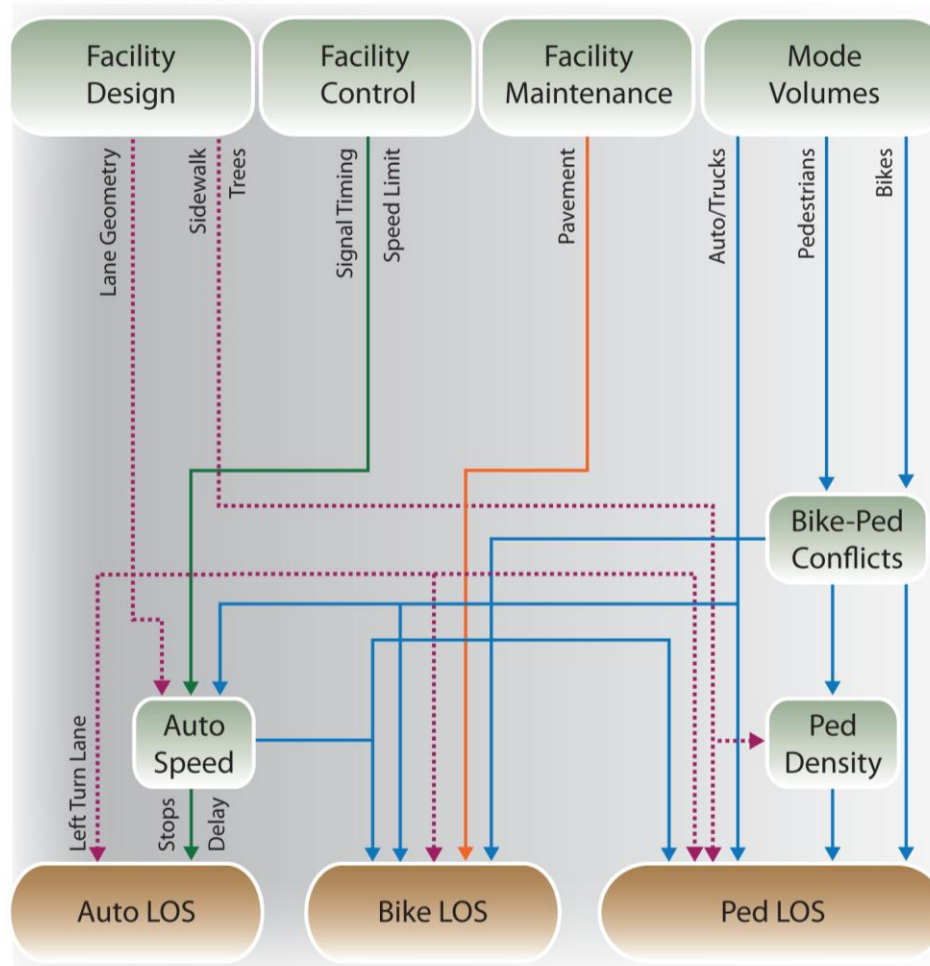 Facility
Design
Facility
Control
Facility
Maintenance
Mode
Volumes
Lane Geometry
Sidewalk
Trees
Signal Timing
Speed Limit
Pavement
Auto/Trucks
Pedestrians
Bikes
Bike-Ped
Conflicts
Auto
Speed
Ped
Density
Left Turn Lane
Stops
Delay
Auto LOS
Bike LOS
Ped LOS